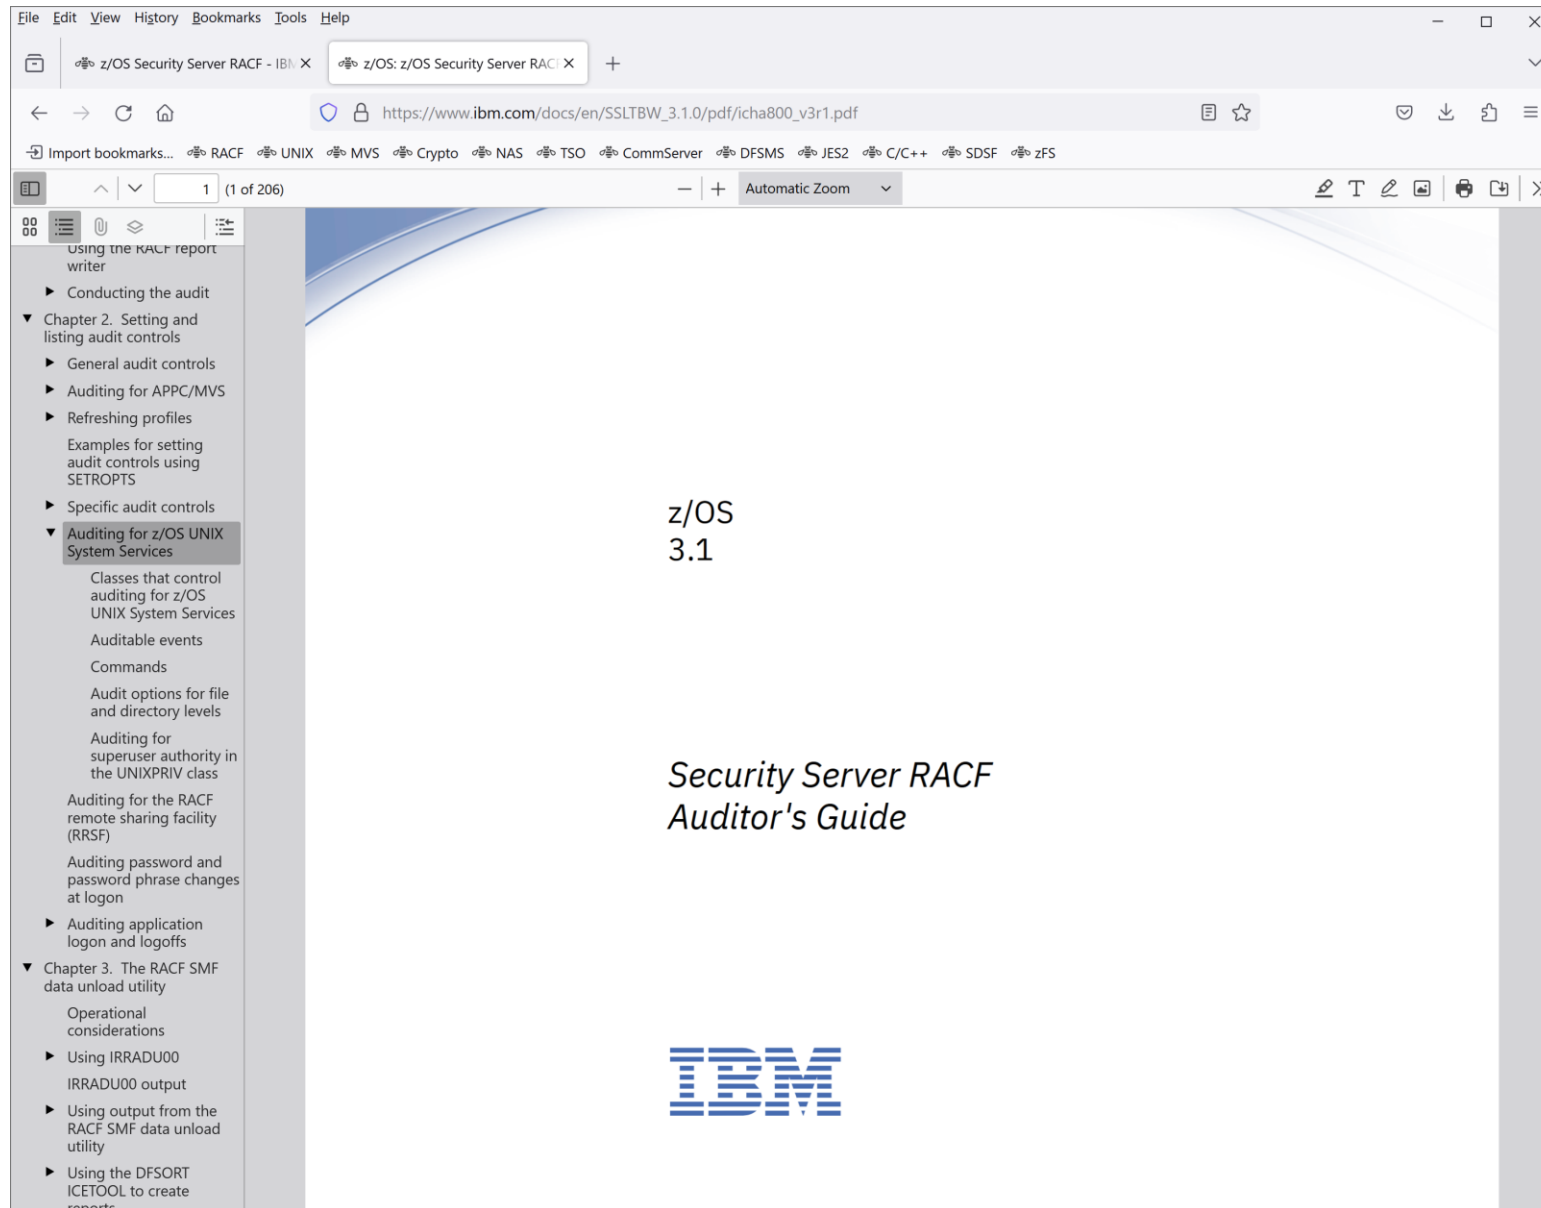 File Edit View History Bookmarks Tools Help
z/OS Security Server RACF - IBM
z/OS: z/OS Security Server RAC
https://www.ibm.com/docs/en/SSLTBW_3.1.0/pdf/icha800_v3r1.pdf
Import bookmarks... RACF UNIX MVS Crypto NAS TSO CommServer DFSMS JES2 C/C++ SDSF zFS
1 (1 of 206) Automatic Zoom
Using the RACF report
writer
Conducting the audit
Chapter 2. Setting and
listing audit controls
General audit controls
Auditing for APPC/MVS
Refreshing profiles
Examples for setting
audit controls using
SETROPTS
Specific audit controls
Auditing for z/OS UNIX
System Services
Classes that control
auditing for z/OS
UNIX System Services
Auditable events
Commands
Audit options for file
and directory levels
Auditing for
superuser authority in
the UNIXPRIV class
Auditing for the RACF
remote sharing facility
(RRSF)
Auditing password and
password phrase changes
at logon
Auditing application
logon and logoffs
Chapter 3. The RACF SMF
data unload utility
Operational
considerations
Using IRRADU00
IRRADU00 output
Using output from the
RACF SMF data unload
utility
Using the DFSORT
ICETOOL to create
reports
z/OS
3.1
Security Server RACF
Auditor's Guide
IBM